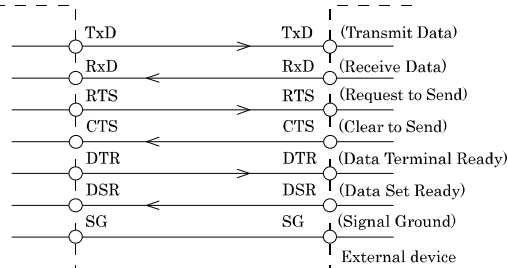 TxD TxD (Transmit Data)
RxD RxD (Receive Data)
RTS RTS (Request to Send)
CTS CTS (Clear to Send)
DTR DTR (Data Terminal Ready)
DSR DSR (Data Set Ready)
SG SG (Signal Ground)
External device